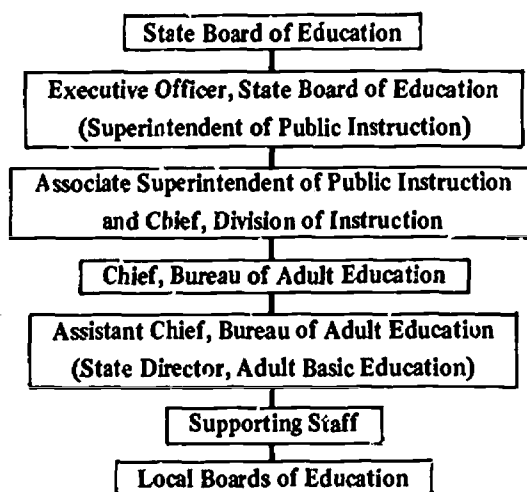 State Board of Education
Executive Officer, State Board of Education
(Superintendent of Public Instruction)
Associate Superintendent of Public Instruction
and Chief, Division of Instruction
Chief, Bureau of Adult Education
Assistant Chief, Bureau of Adult Education
(State Director, Adult Basic Education)
Supporting Staff
Local Boards of Education